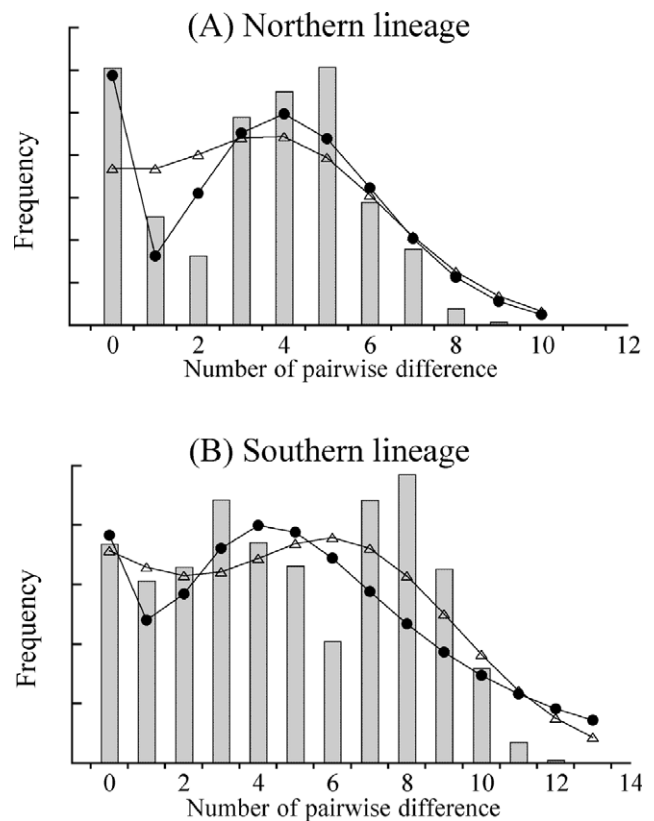 (A) Northern lineage
Frequency
0 2 4 6 8 10 12
Number of pairwise difference
(B) Southern lineage
Frequency
0 2 4 6 8 10 12 14
Number of pairwise difference